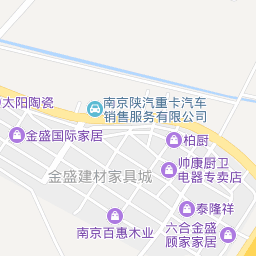 太阳陶瓷
南京陕汽重卡汽车
销售服务有限公司
金盛国际家居
柏厨
帅康厨卫
电器专卖店
金盛建材家具城
泰隆祥
南京百惠木业
六合金盛
顾家家居